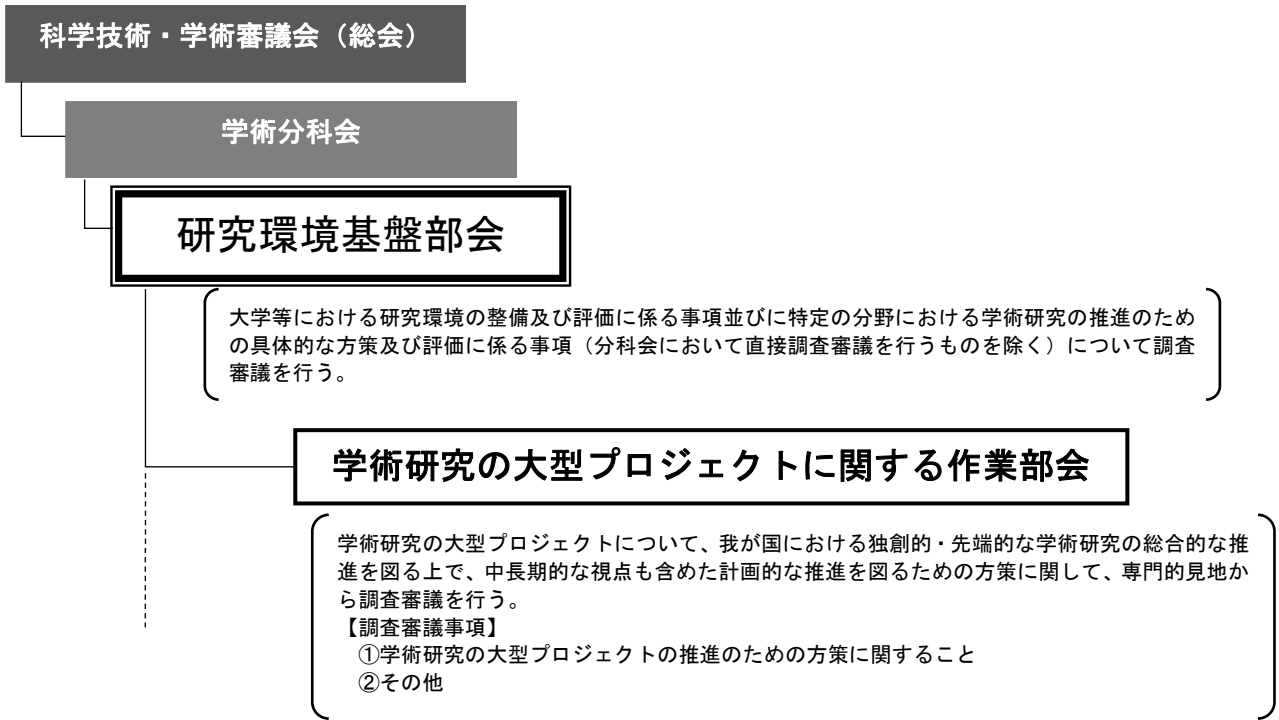 科学技術・学術審議会（総会）
学術分科会
研究環境基盤部会
大学等における研究環境の整備及び評価に係る事項並びに特定の分野における学術研究の推進のため
の具体的な方策及び評価に係る事項（分科会において直接調査審議を行うものを除く）について調査
審議を行う。
学術研究の大型プロジェクトに関する作業部会
学術研究の大型プロジェクトについて、我が国における独創的・先端的な学術研究の総合的な推
進を図る上で、中長期的な視点も含めた計画的な推進を図るための方策に関して、専門的見地か
ら調査審議を行う。
【調査審議事項】
①学術研究の大型プロジェクトの推進のための方策に関すること
②その他